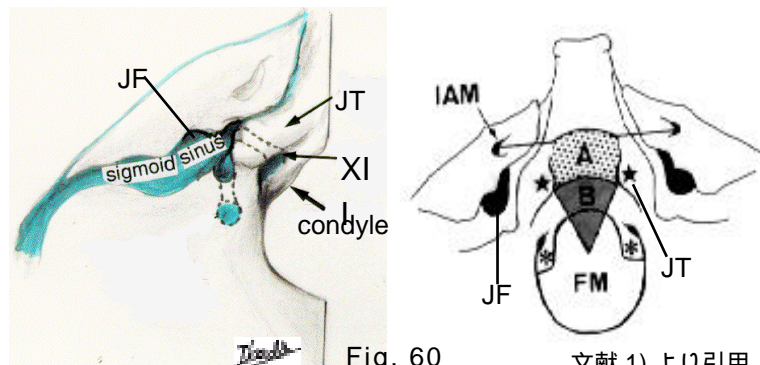 JF
JT
sigmoid sinus
XI
I
condyle
Fig. 60
IAM
A
B
JF
JT
FM
*
*
文献 1) より引用